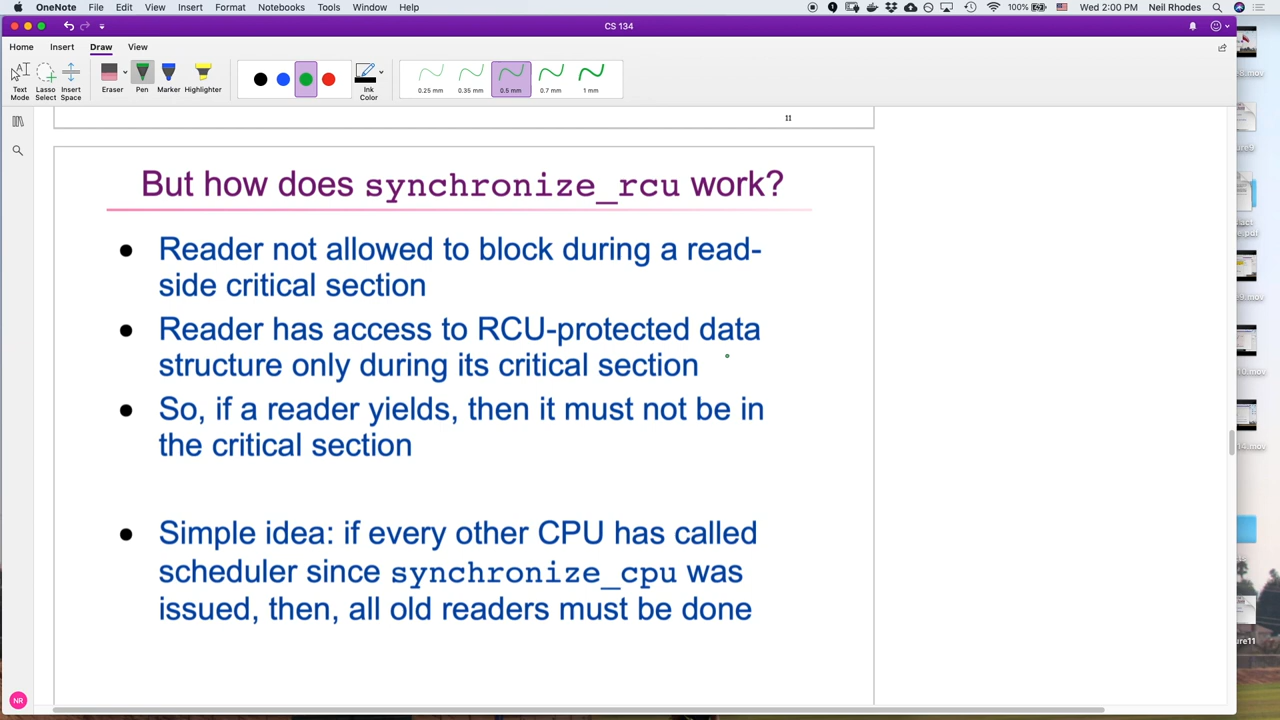 OneNote File Edit View Insert Format Notebooks Tools Window Help 100% Wed 2:00 PM Neil Rhodes
CS 134
Home Insert Draw View
Text Mode
Lasso Select
Insert Space
Eraser
Pen
Marker
Highlighter
Ink Color
0.25 mm
0.35 mm
0.5 mm
0.7 mm
1 mm
11
But how does synchronize_rcu work?
● Reader not allowed to block during a read-
side critical section
● Reader has access to RCU-protected data
structure only during its critical section
● So, if a reader yields, then it must not be in
the critical section
● Simple idea: if every other CPU has called
scheduler since synchronize_cpu was
issued, then, all old readers must be done
NR